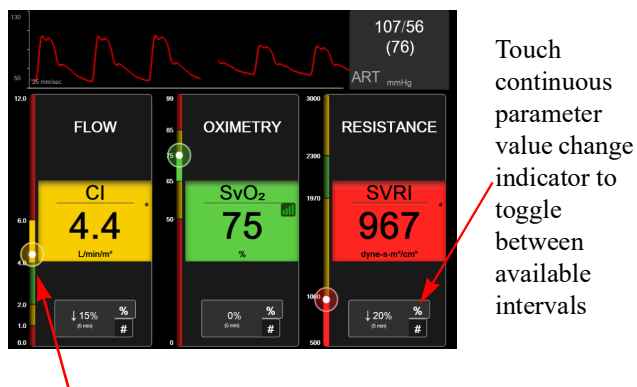 130
50
25 mm/sec
107/56
(76)
ART mmHg
12.0
6.0
4.0
2.0
1.0
0.0
FLOW
CI
4.4
L/min/m²
↓ 15%
(5 min)
%
#
99
85
75
65
50
0
OXIMETRY
SvO₂
75
%
0%
(5 min)
%
#
3000
2390
1970
1000
500
RESISTANCE
SVRI
967
dyne-s-m²/cm⁵
↓ 20%
(5 min)
%
#
Touch
continuous
parameter
value change
indicator to
toggle
between
available
intervals